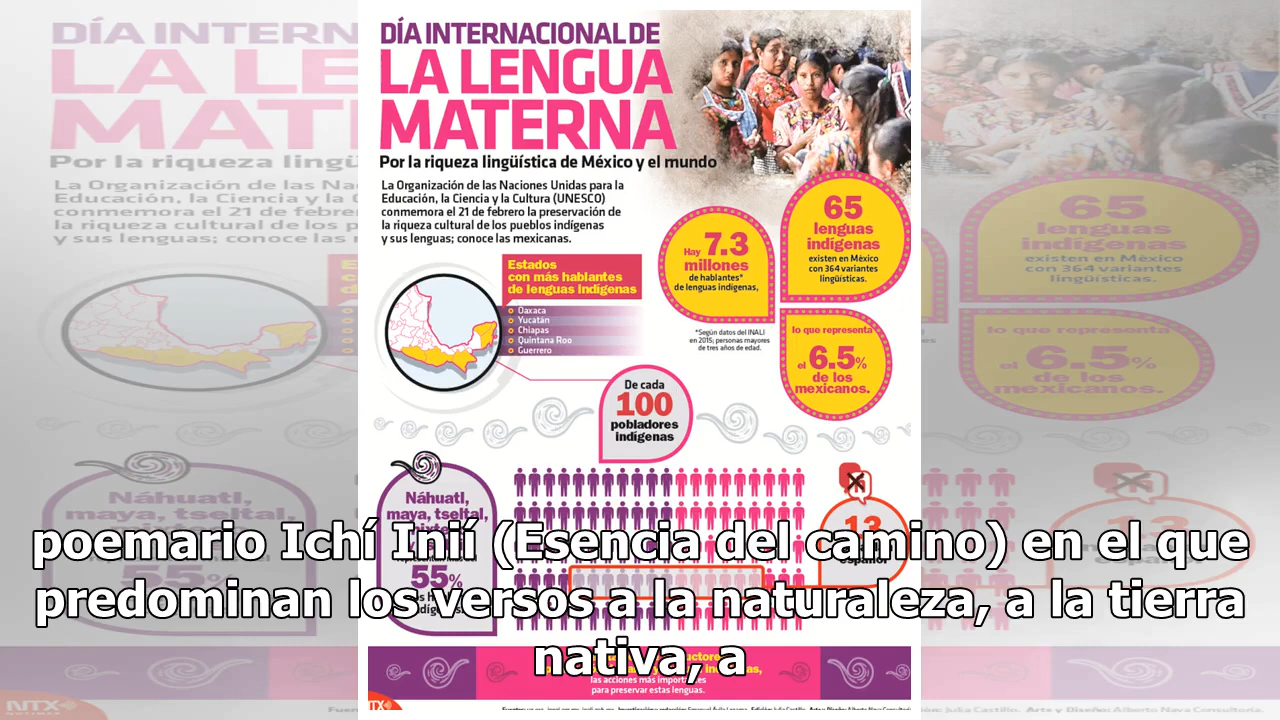 DÍA INTERNACIONAL DE
LA LENGUA
MATERNA
Por la riqueza lingüística de México y el mundo
La Organización de las Naciones Unidas para la
Educación, la Ciencia y la Cultura (UNESCO)
conmemora el 21 de febrero la preservación de
la riqueza cultural de los pueblos indígenas
y sus lenguas; conoce las mexicanas.
Hay 7.3
millones
de hablantes*
de lenguas indígenas,
65
lenguas
indígenas
existen en México
con 364 variantes
lingüísticas.
*Según datos del INALI
en 2015; personas mayores
de tres años de edad.
lo que representa
el 6.5%
de los
mexicanos.
Estados
con más hablantes
de lenguas indígenas
Oaxaca
Yucatán
Chiapas
Quintana Roo
Guerrero
De cada
100
pobladores
indígenas
Náhuatl,
maya, tseltal,
55%
13
español
poemario Ichí Inií (Esencia del camino) en el que
predominan los versos a la naturaleza, a la tierra
nativa, a
las acciones más importantes
para preservar estas lenguas.
NTX